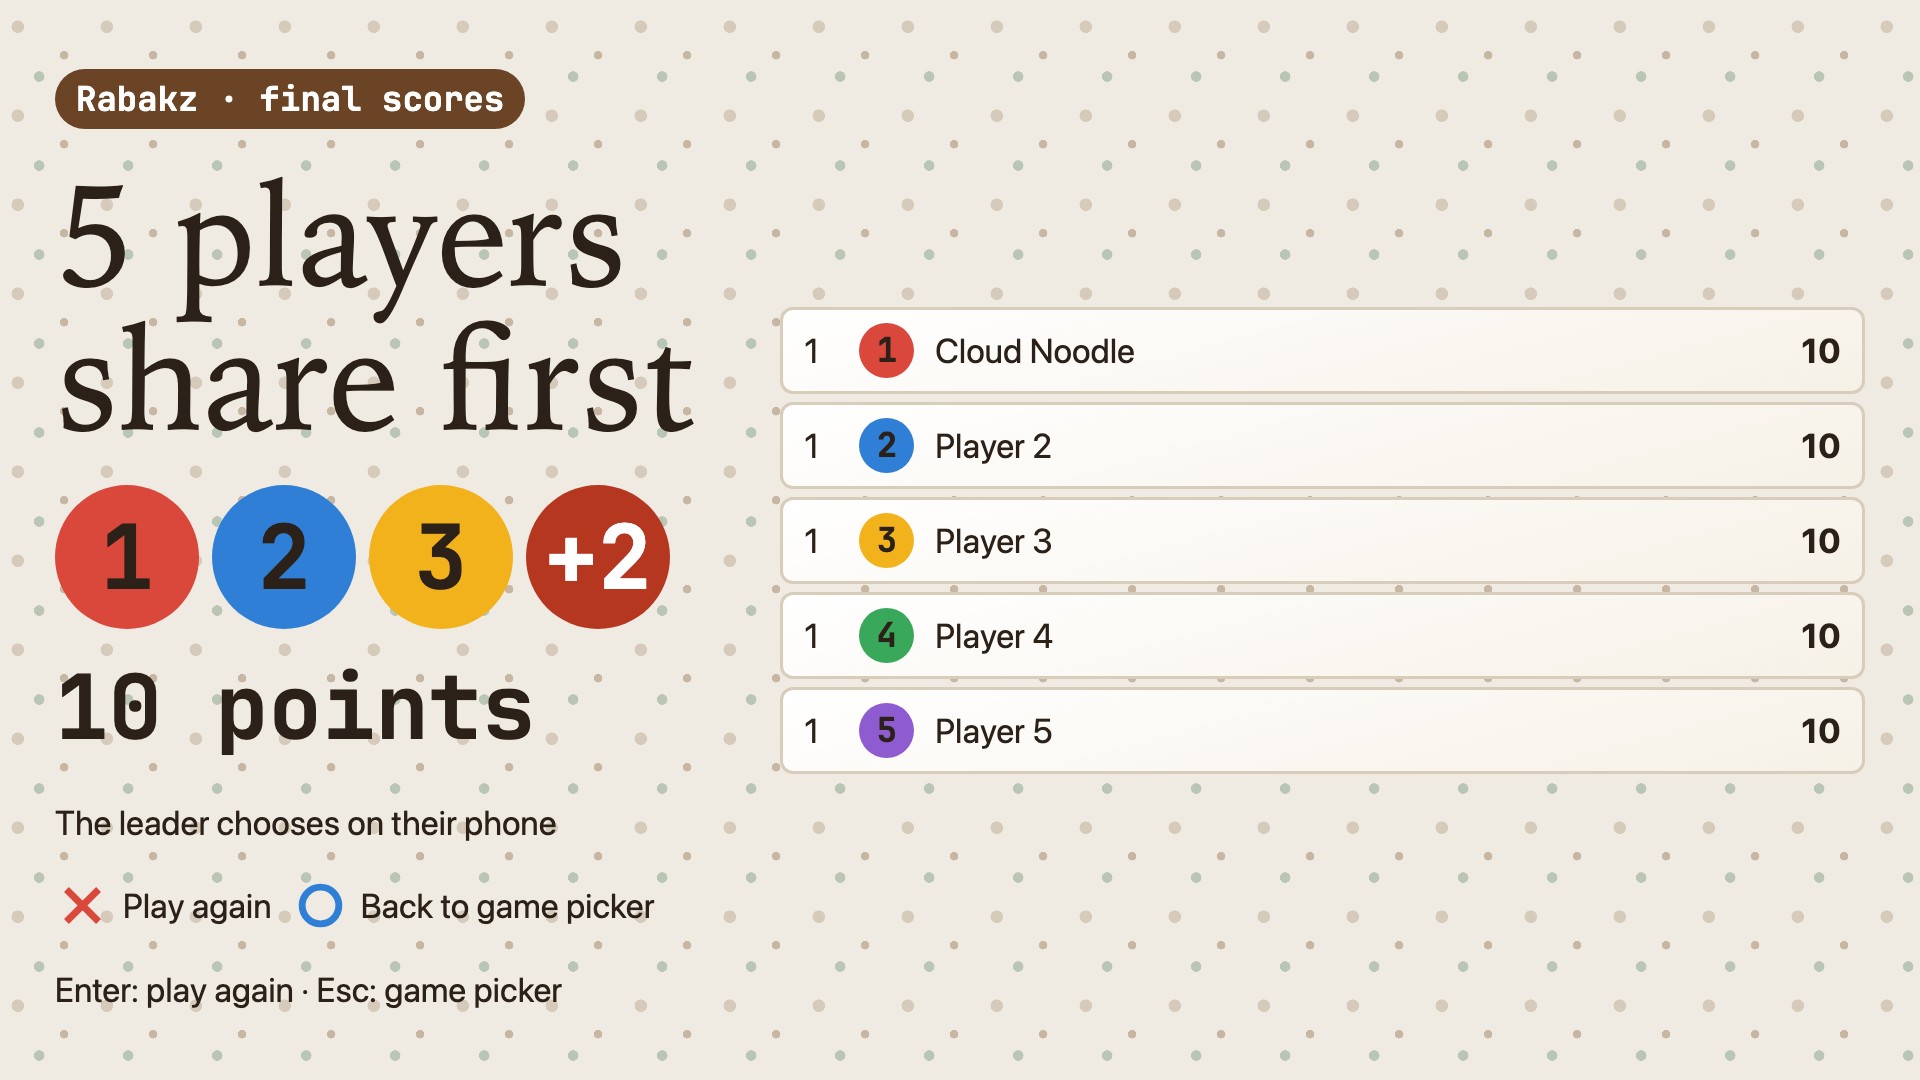 Rabakz · final scores
5 players
share first
1 2 3 +2
10 points
The leader chooses on their phone
Play again Back to game picker
Enter: play again · Esc: game picker
1 1 Cloud Noodle 10
1 2 Player 2 10
1 3 Player 3 10
1 4 Player 4 10
1 5 Player 5 10